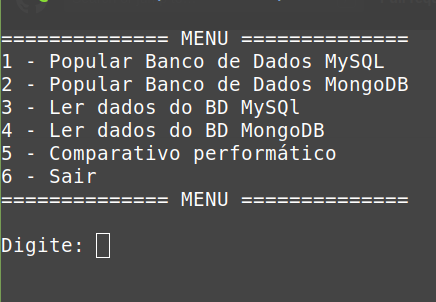 ============== MENU ==============
1 - Popular Banco de Dados MySQL
2 - Popular Banco de Dados MongoDB
3 - Ler dados do BD MySQl
4 - Ler dados do BD MongoDB
5 - Comparativo performático
6 - Sair
============== MENU ==============
Digite: